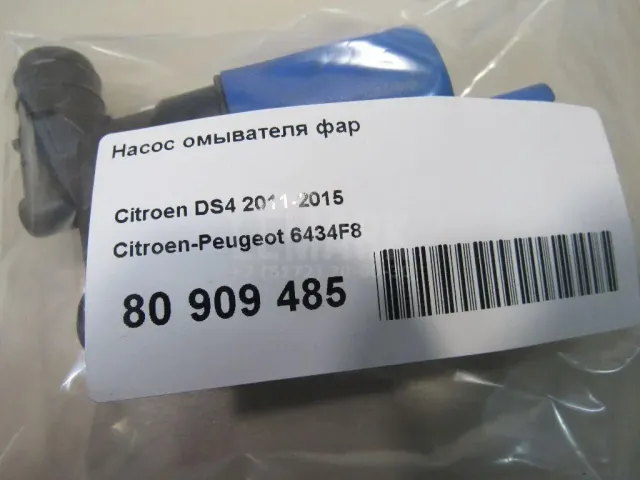 Насос омывателя фар
Citroen DS4 2011-2015
Citroen-Peugeot 6434F8
80 909 485